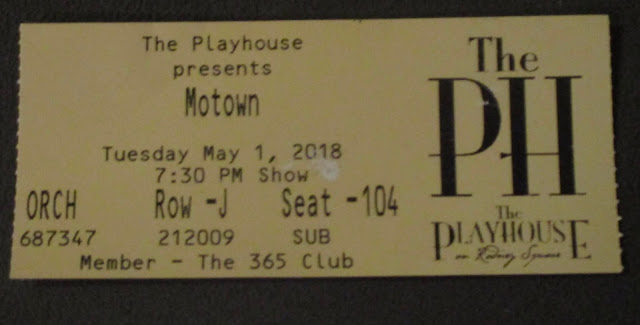 The Playhouse
presents
Motown
Tuesday May 1, 2018
7:30 PM Show
ORCH Row -J Seat -104
687347 212009 SUB
Member - The 365 Club
The
PH
The
PLAYHOUSE
on Rodney Square